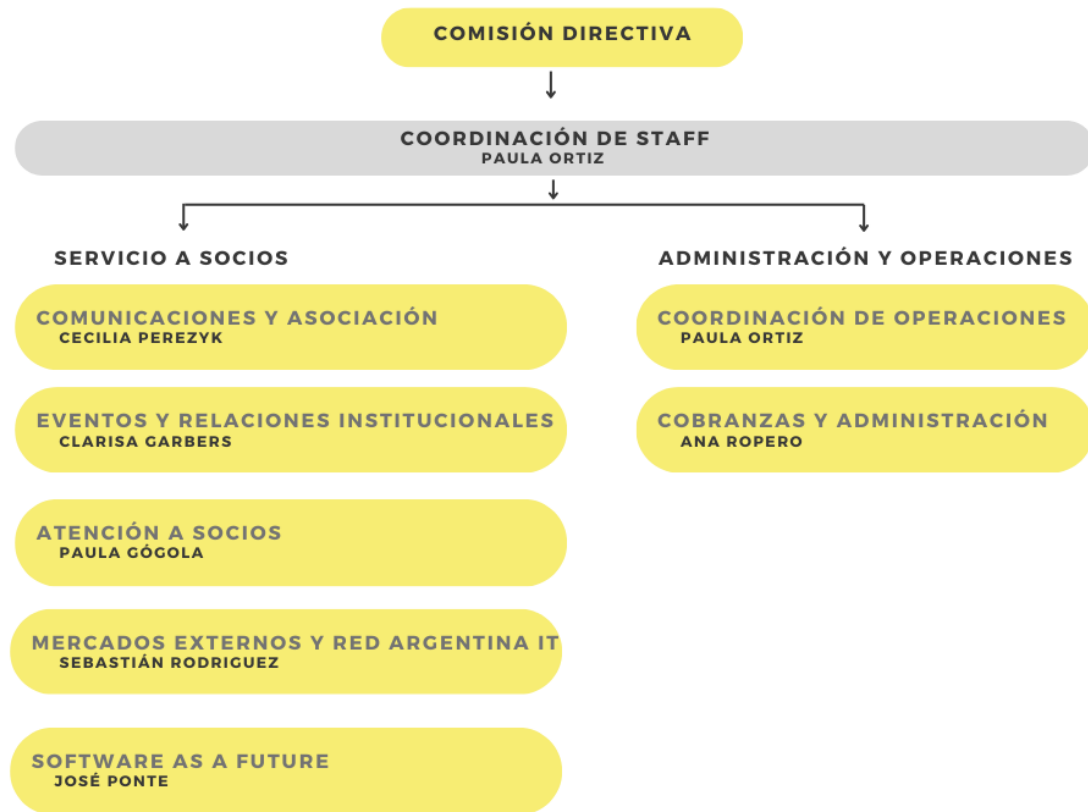 COMISIÓN DIRECTIVA
COORDINACIÓN DE STAFF
PAULA ORTIZ
SERVICIO A SOCIOS
COMUNICACIONES Y ASOCIACIÓN
CECILIA PEREZYK
EVENTOS Y RELACIONES INSTITUCIONALES
CLARISA GARBERS
ATENCIÓN A SOCIOS
PAULA GÓGOLA
MERCADOS EXTERNOS Y RED ARGENTINA IT
SEBASTIÁN RODRIGUEZ
SOFTWARE AS A FUTURE
JOSÉ PONTE
ADMINISTRACIÓN Y OPERACIONES
COORDINACIÓN DE OPERACIONES
PAULA ORTIZ
COBRANZAS Y ADMINISTRACIÓN
ANA ROPERO